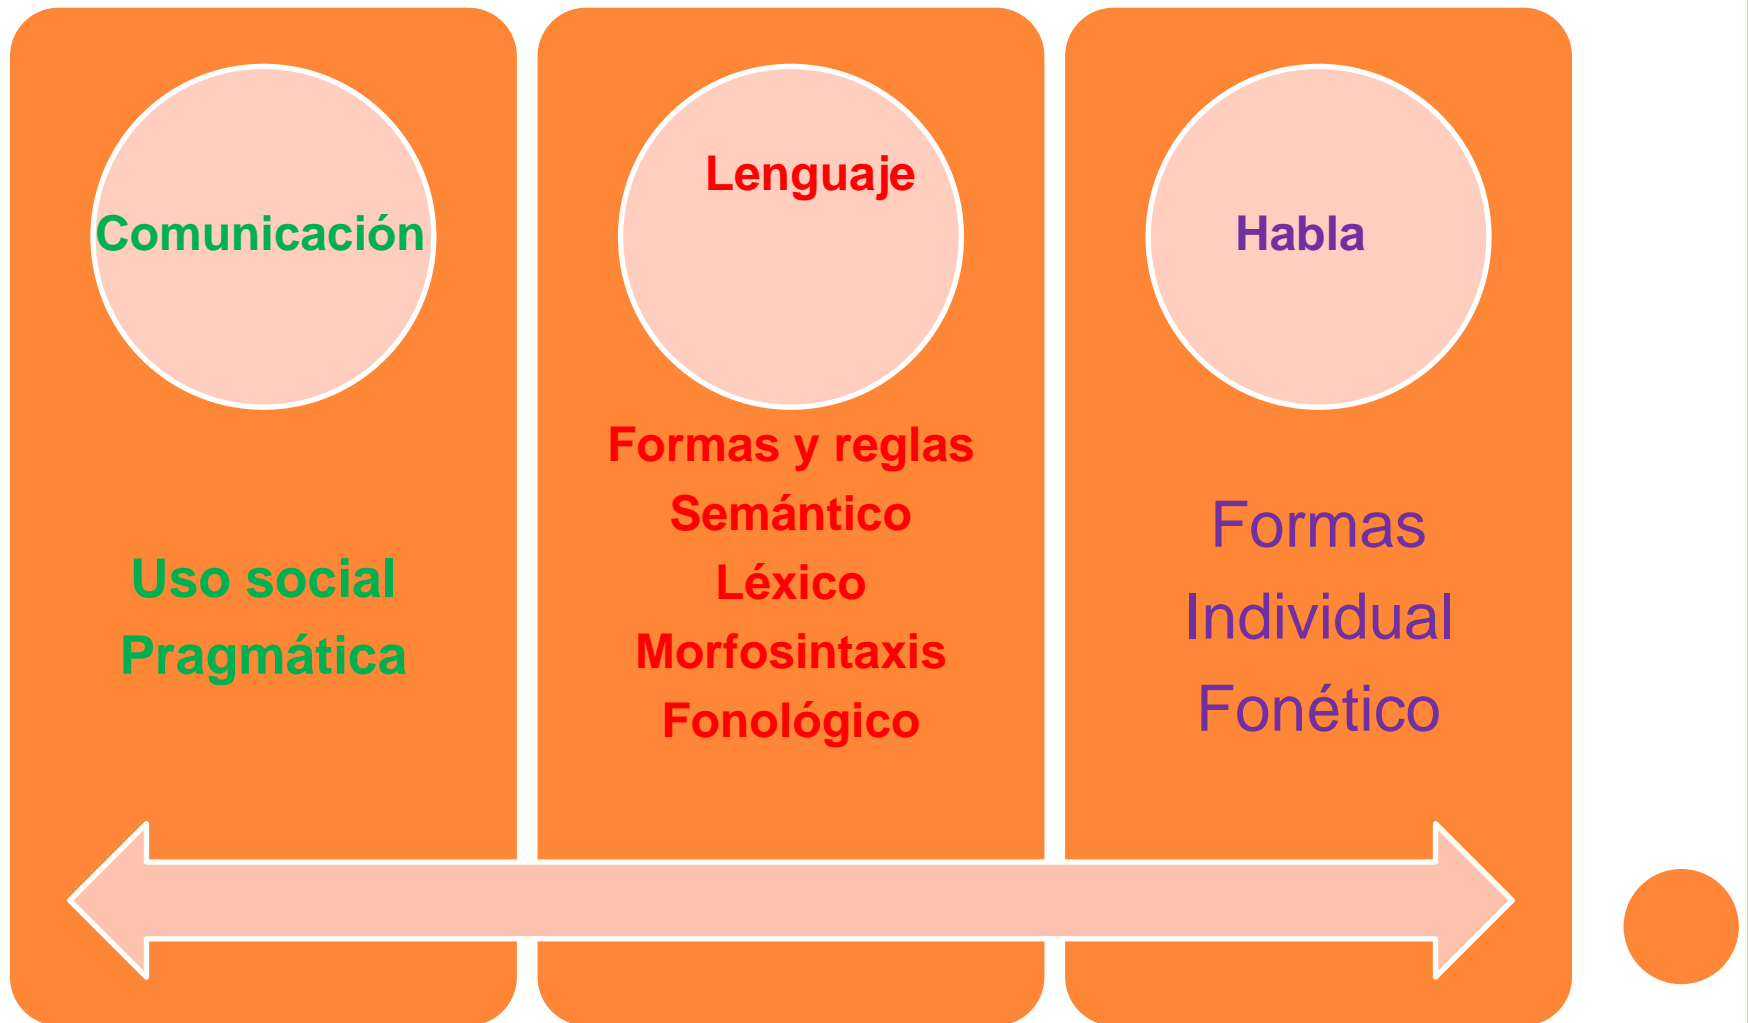 Comunicación
Uso social
Pragmática
Lenguaje
Formas y reglas
Semántico
Léxico
Morfosintaxis
Fonológico
Habla
Formas
Individual
Fonético